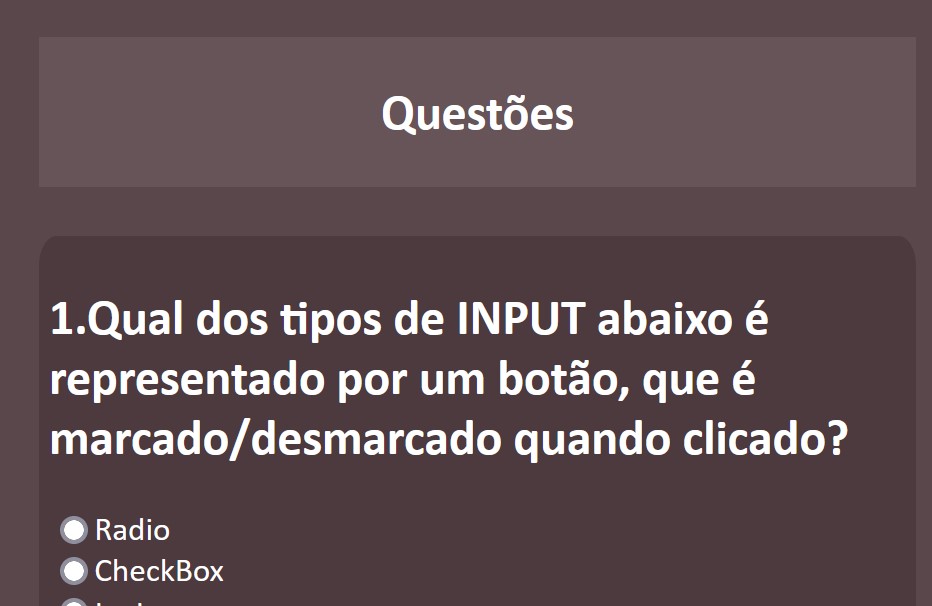 Questões
1.Qual dos tipos de INPUT abaixo é
representado por um botão, que é
marcado/desmarcado quando clicado?
Radio
CheckBox